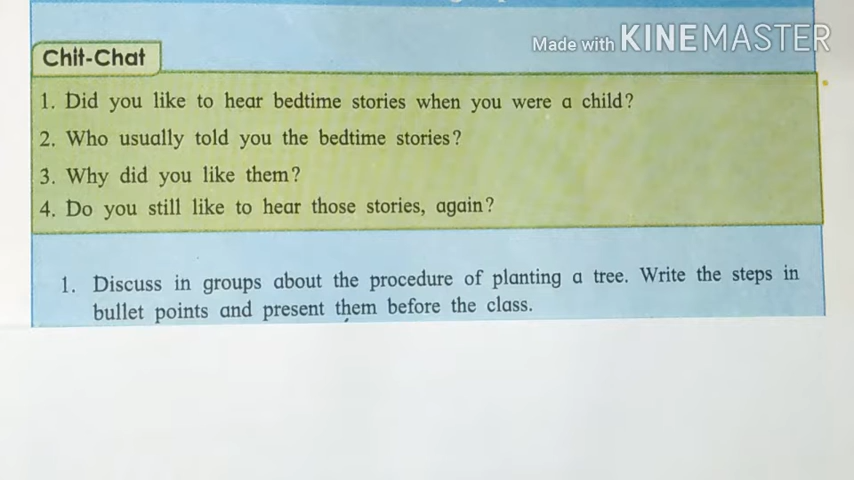 Made with KINEMASTER
Chit-Chat
1. Did you like to hear bedtime stories when you were a child?
2. Who usually told you the bedtime stories?
3. Why did you like them?
4. Do you still like to hear those stories, again?
1. Discuss in groups about the procedure of planting a tree. Write the steps in
bullet points and present them before the class.